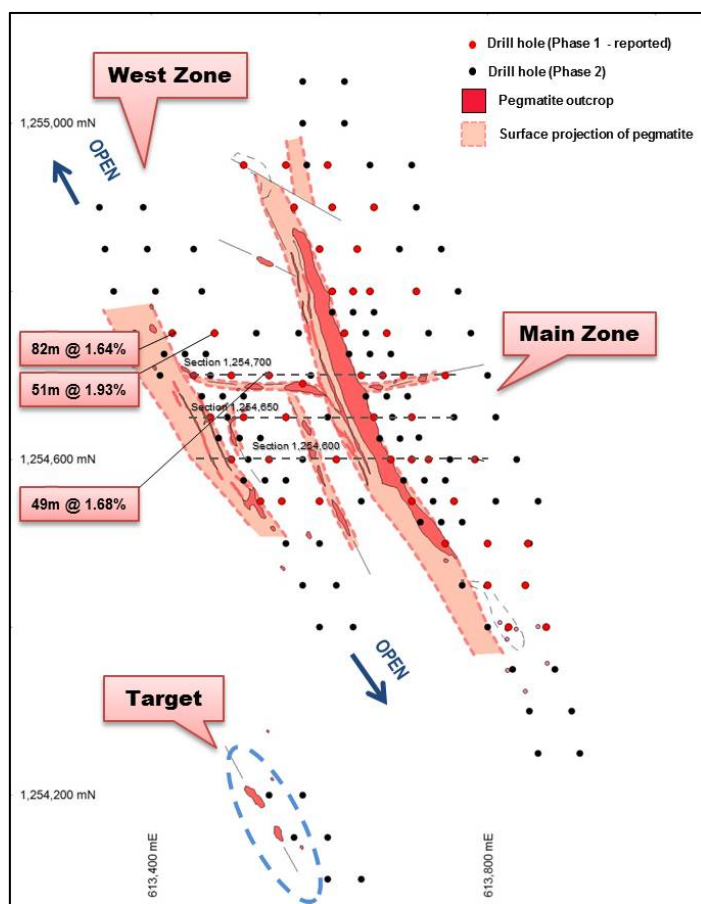 West Zone
Drill hole (Phase 1 - reported)
Drill hole (Phase 2)
Pegmatite outcrop
Surface projection of pegmatite
1,255,000 mN
OPEN
Main Zone
82m @ 1.64%
51m @ 1.93%
Section 1,254,700
Section 1,254,650
Section 1,254,600
1,254,600 mN
49m @ 1.68%
OPEN
Target
1,254,200 mN
613,400 mE
613,800 mE